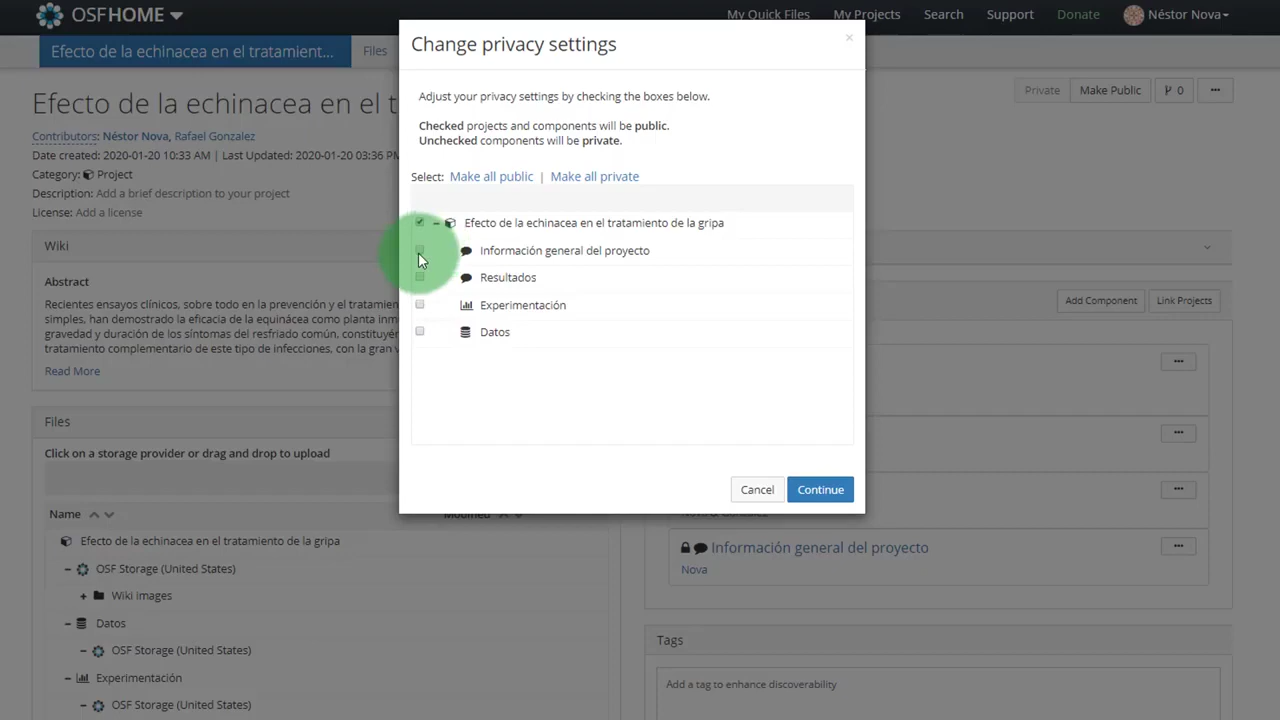 OSFHOME
My Quick Files
My Projects
Search
Support
Donate
Néstor Nova
Efecto de la echinacea en el tratamient...
Files
Efecto de la echinacea en el t
Private
Make Public
0
Contributors: Néstor Nova, Rafael Gonzalez
Date created: 2020-01-20 10:33 AM | Last Updated: 2020-01-20 03:36 PM
Category: Project
Description: Add a brief description to your project
License: Add a license
Wiki
Abstract
Recientes ensayos clínicos, sobre todo en la prevención y el tratamien
simples, han demostrado la eficacia de la equinácea como planta inm
gravedad y duración de los síntomas del resfriado común, constituyén
tratamiento complementario de este tipo de infecciones, con la gran v
Read More
Files
Click on a storage provider or drag and drop to upload
Name
Efecto de la echinacea en el tratamiento de la gripa
OSF Storage (United States)
Wiki images
Datos
OSF Storage (United States)
Experimentación
OSF Storage (United States)
Change privacy settings
×
Adjust your privacy settings by checking the boxes below.
Checked projects and components will be public.
Unchecked components will be private.
Select: Make all public | Make all private
Efecto de la echinacea en el tratamiento de la gripa
Información general del proyecto
Resultados
Experimentación
Datos
Cancel
Continue
Add Component
Link Projects
Información general del proyecto
Nova
Tags
Add a tag to enhance discoverability